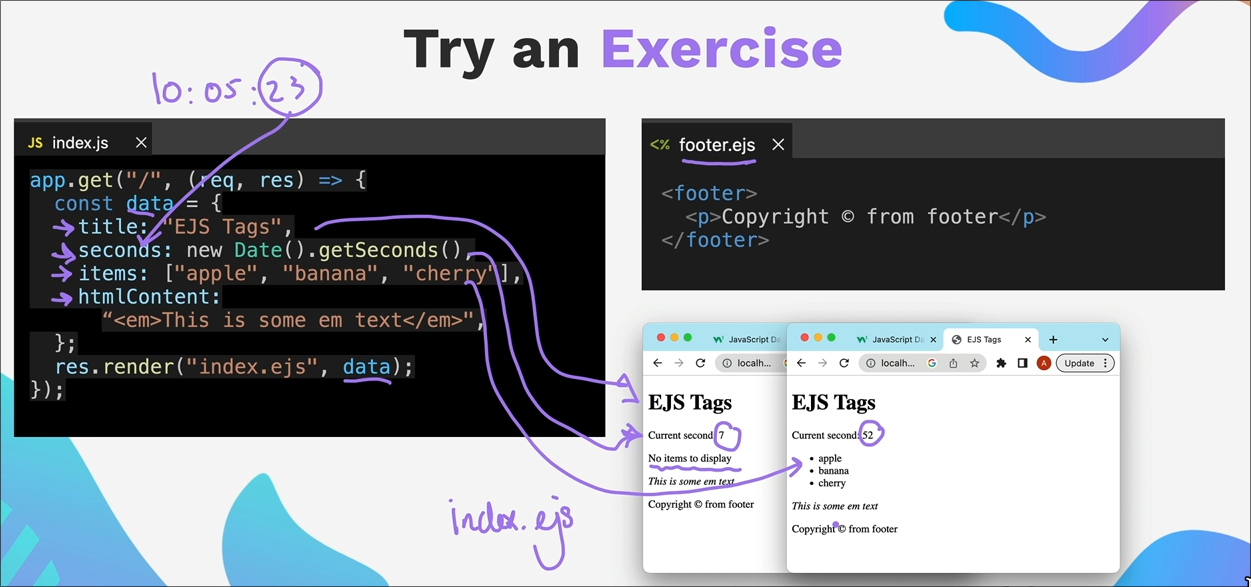 Try an Exercise
10:05:23
JS index.js ×
app.get("/", (req, res) => {
const data = {
title: "EJS Tags",
seconds: new Date().getSeconds(),
items: ["apple", "banana", "cherry"],
htmlContent:
“<em>This is some em text</em>",
};
res.render("index.ejs", data);
});
<% footer.ejs ×
<footer>
<p>Copyright © from footer</p>
</footer>
JavaScript Da
localh...
EJS Tags
Current second: 7
No items to display
This is some em text
Copyright © from footer
JavaScript Da × EJS Tags ×
localh... A Update
EJS Tags
Current second: 52
• apple
• banana
• cherry
This is some em text
Copyright © from footer
index.ejs